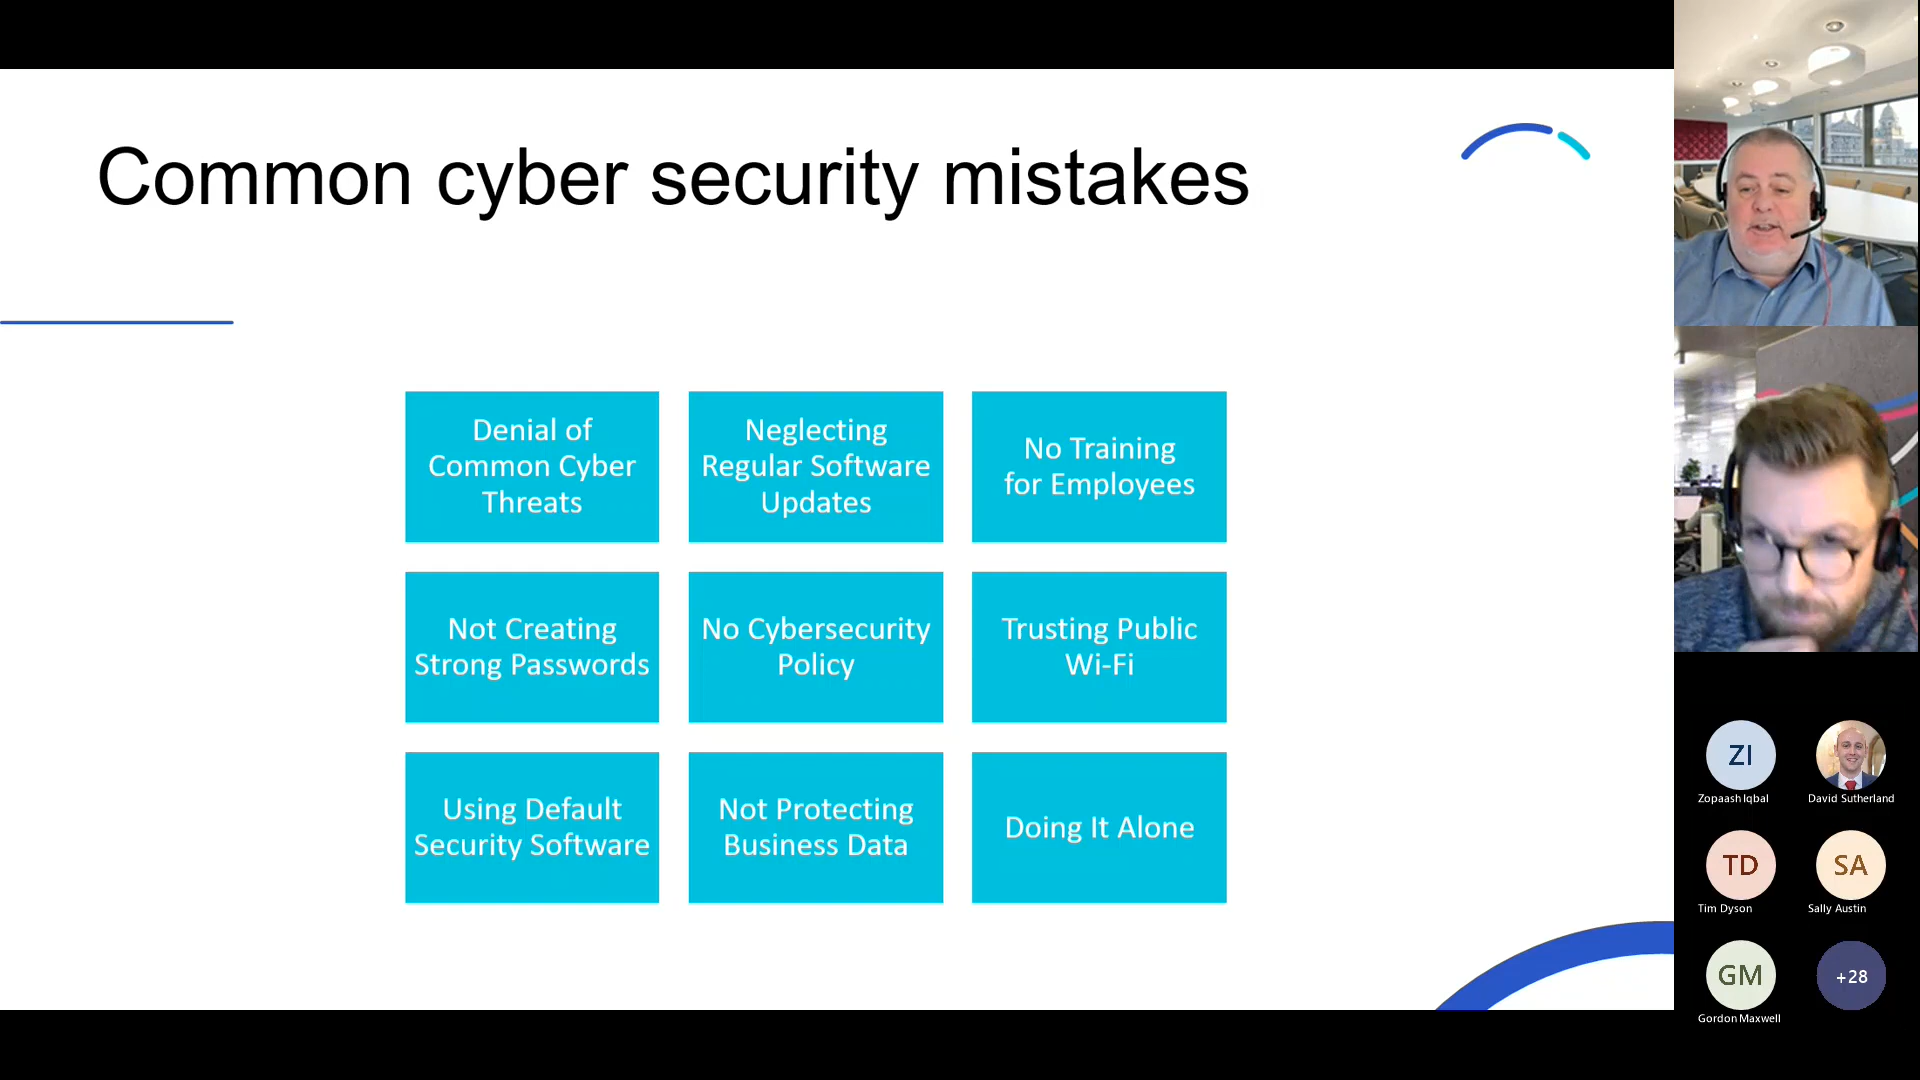 Common cyber security mistakes
Denial of
Common Cyber
Threats
Neglecting
Regular Software
Updates
No Training
for Employees
Not Creating
Strong Passwords
No Cybersecurity
Policy
Trusting Public
Wi-Fi
Using Default
Security Software
Not Protecting
Business Data
Doing It Alone
ZI
Zopaash Iqbal
David Sutherland
TD
Tim Dyson
SA
Sally Austin
GM
Gordon Maxwell
+28